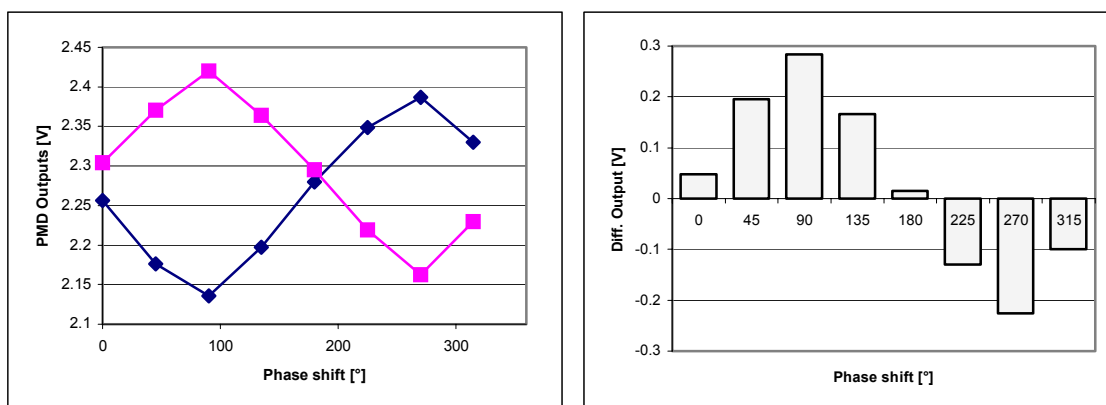 PMD Outputs [V]
2.45
2.4
2.35
2.3
2.25
2.2
2.15
2.1
0 100 200 300
Phase shift [°]
Diff. Output [V]
0.3
0.2
0.1
0
-0.1
-0.2
-0.3
0 45 90 135 180 225 270 315
Phase shift [°]